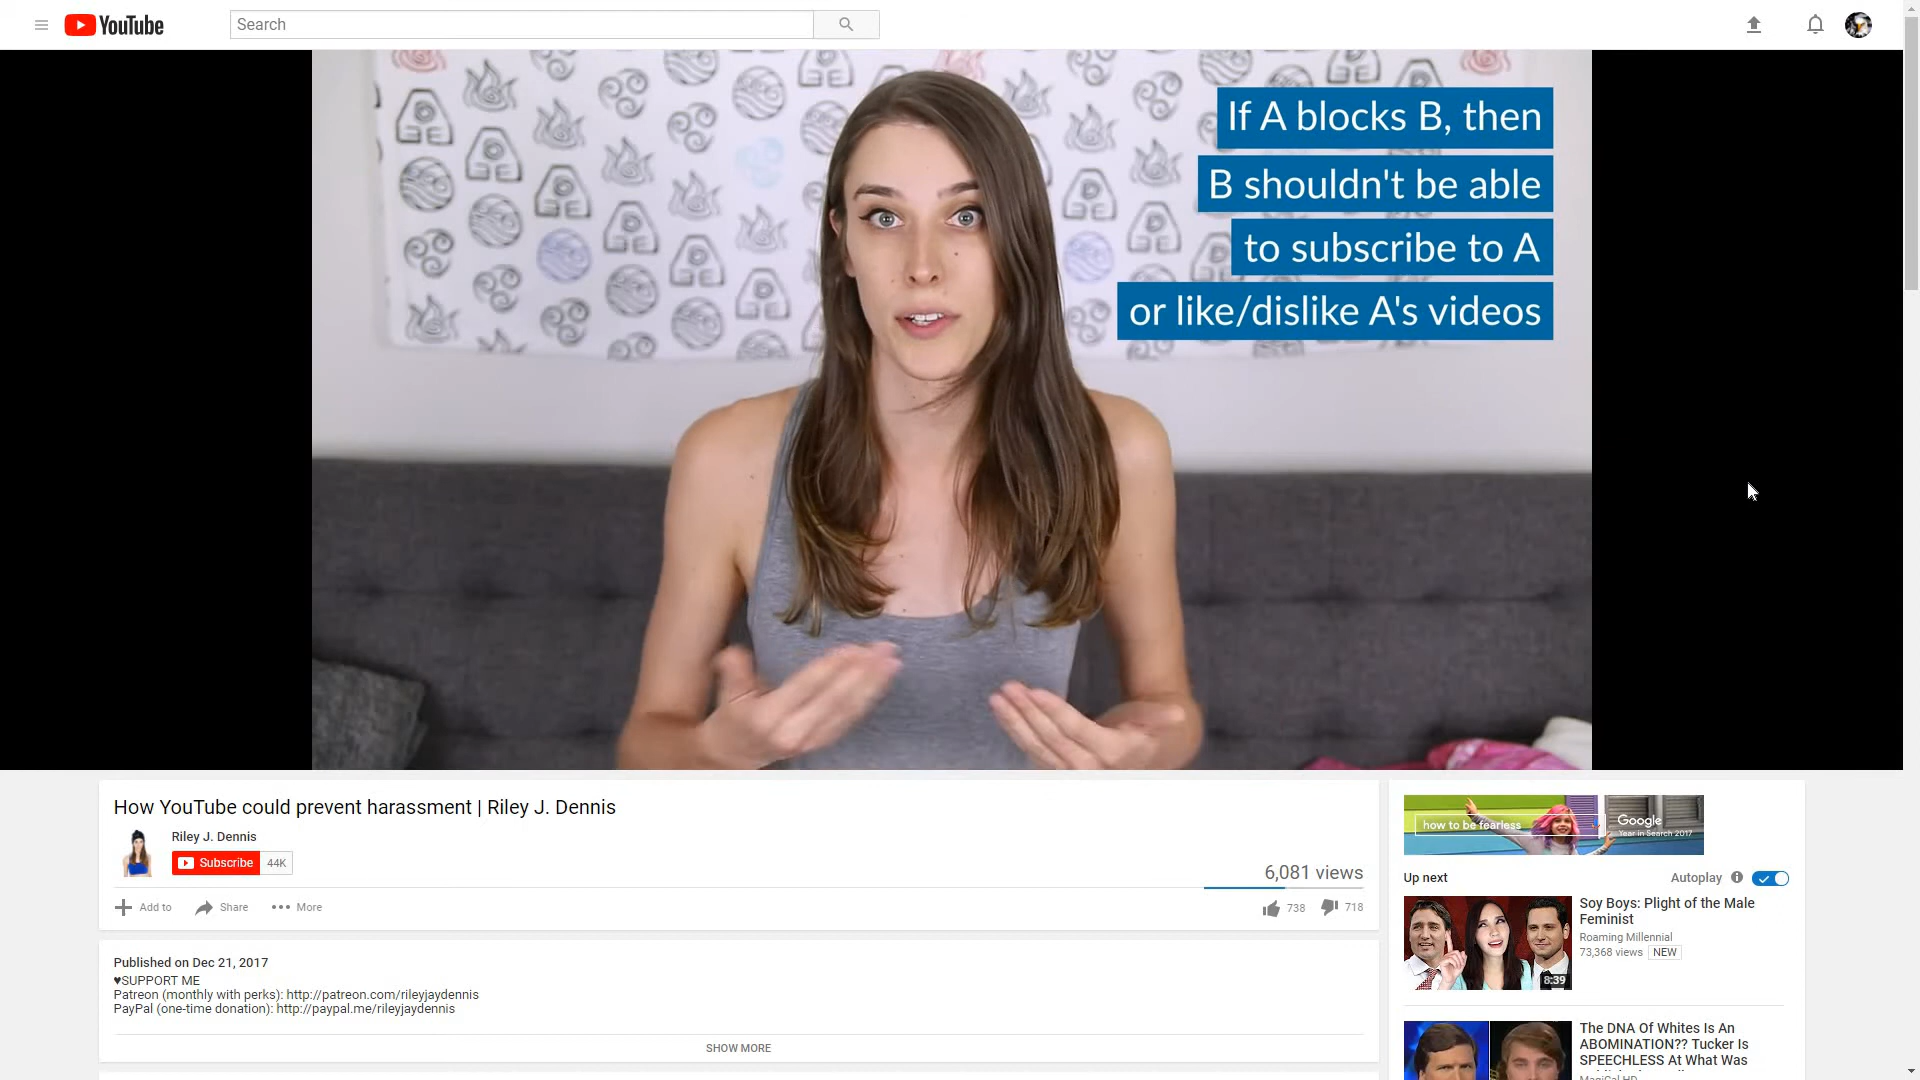 YouTube
Search
If A blocks B, then
B shouldn't be able
to subscribe to A
or like/dislike A's videos
How YouTube could prevent harassment | Riley J. Dennis
Riley J. Dennis
Subscribe 44K
6,081 views
Add to Share More
738 718
Published on Dec 21, 2017
♥SUPPORT ME
Patreon (monthly with perks): http://patreon.com/rileyjaydennis
PayPal (one-time donation): http://paypal.me/rileyjaydennis
SHOW MORE
how to be fearless
Google
Year in Search 2017
Up next Autoplay
Soy Boys: Plight of the Male
Feminist
Roaming Millennial
73,368 views NEW
8:39
The DNA Of Whites Is An
ABOMINATION?? Tucker Is
SPEECHLESS At What Was